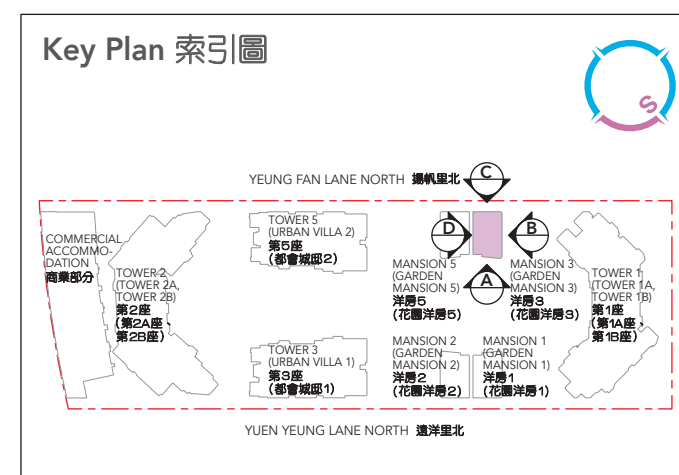 Key Plan 索引圖
S
YEUNG FAN LANE NORTH 揚帆里北
C
D
B
A
COMMERCIAL
ACCOMMO-
DATION
商業部分
TOWER 2
(TOWER 2A,
TOWER 2B)
第2座
(第2A座、
第2B座)
TOWER 5
(URBAN VILLA 2)
第5座
(都會城邸2)
MANSION 5
(GARDEN
MANSION 5)
洋房5
(花園洋房5)
MANSION 3
(GARDEN
MANSION 3)
洋房3
(花園洋房3)
TOWER 1
(TOWER 1A,
TOWER 1B)
第1座
(第1A座、
第1B座)
TOWER 3
(URBAN VILLA 1)
第3座
(都會城邸1)
MANSION 2
(GARDEN
MANSION 2)
洋房2
(花園洋房2)
MANSION 1
(GARDEN
MANSION 1)
洋房1
(花園洋房1)
YUEN YEUNG LANE NORTH 遠洋里北